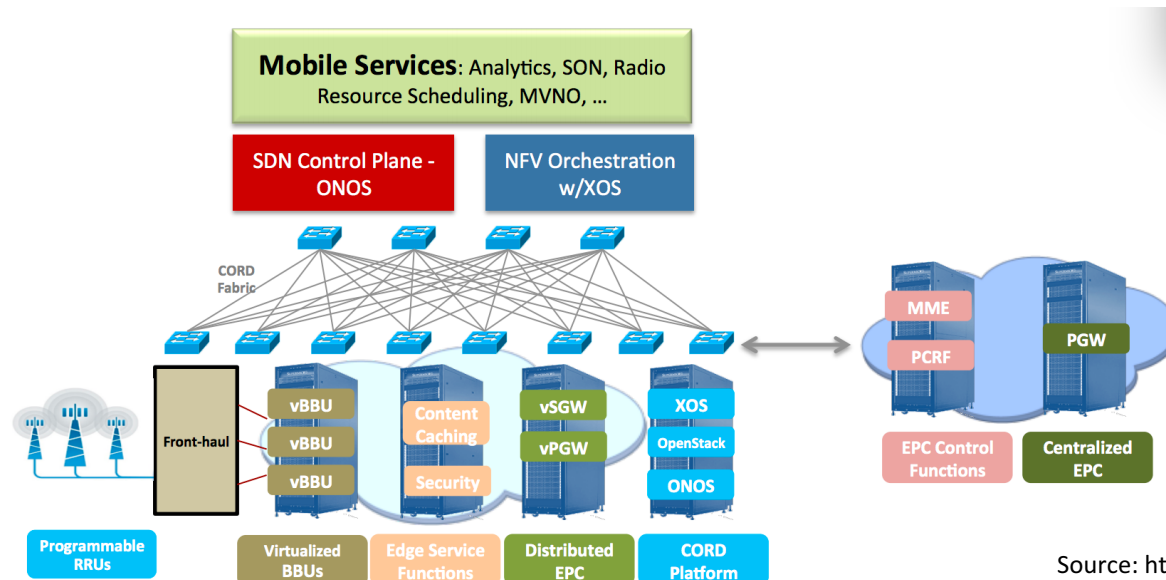 Mobile Services: Analytics, SON, Radio
Resource Scheduling, MVNO, ...
SDN Control Plane -
ONOS
NFV Orchestration
w/XOS
CORD
Fabric
MME
PCRF
PGW
Front-haul
vBBU
vBBU
vBBU
Content
Caching
Security
vSGW
vPGW
XOS
OpenStack
ONOS
EPC Control
Functions
Centralized
EPC
Programmable
RRUs
Virtualized
BBUs
Edge Service
Functions
Distributed
EPC
CORD
Platform
Source: ht